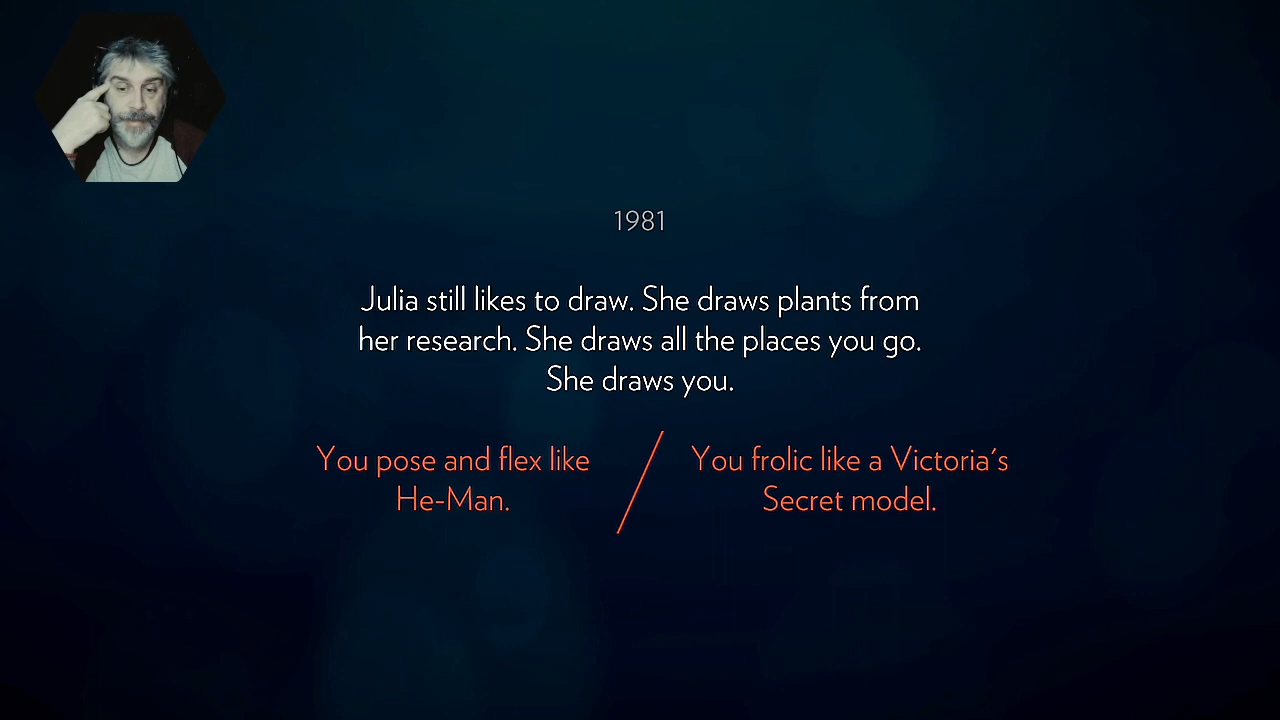 1981
Julia still likes to draw. She draws plants from
her research. She draws all the places you go.
She draws you.
You pose and flex like
He-Man.
You frolic like a Victoria's
Secret model.